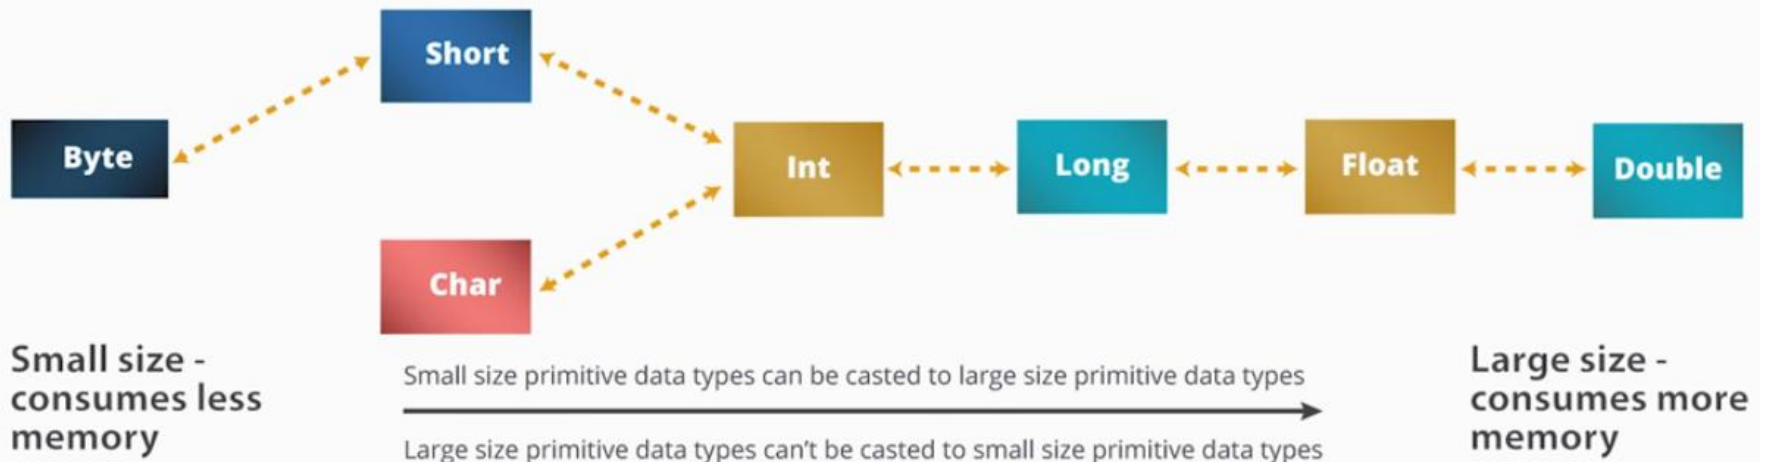 Short
Byte
Int
Long
Float
Double
Char
Small size -
consumes less
memory
Small size primitive data types can be casted to large size primitive data types
Large size primitive data types can't be casted to small size primitive data types
Large size -
consumes more
memory